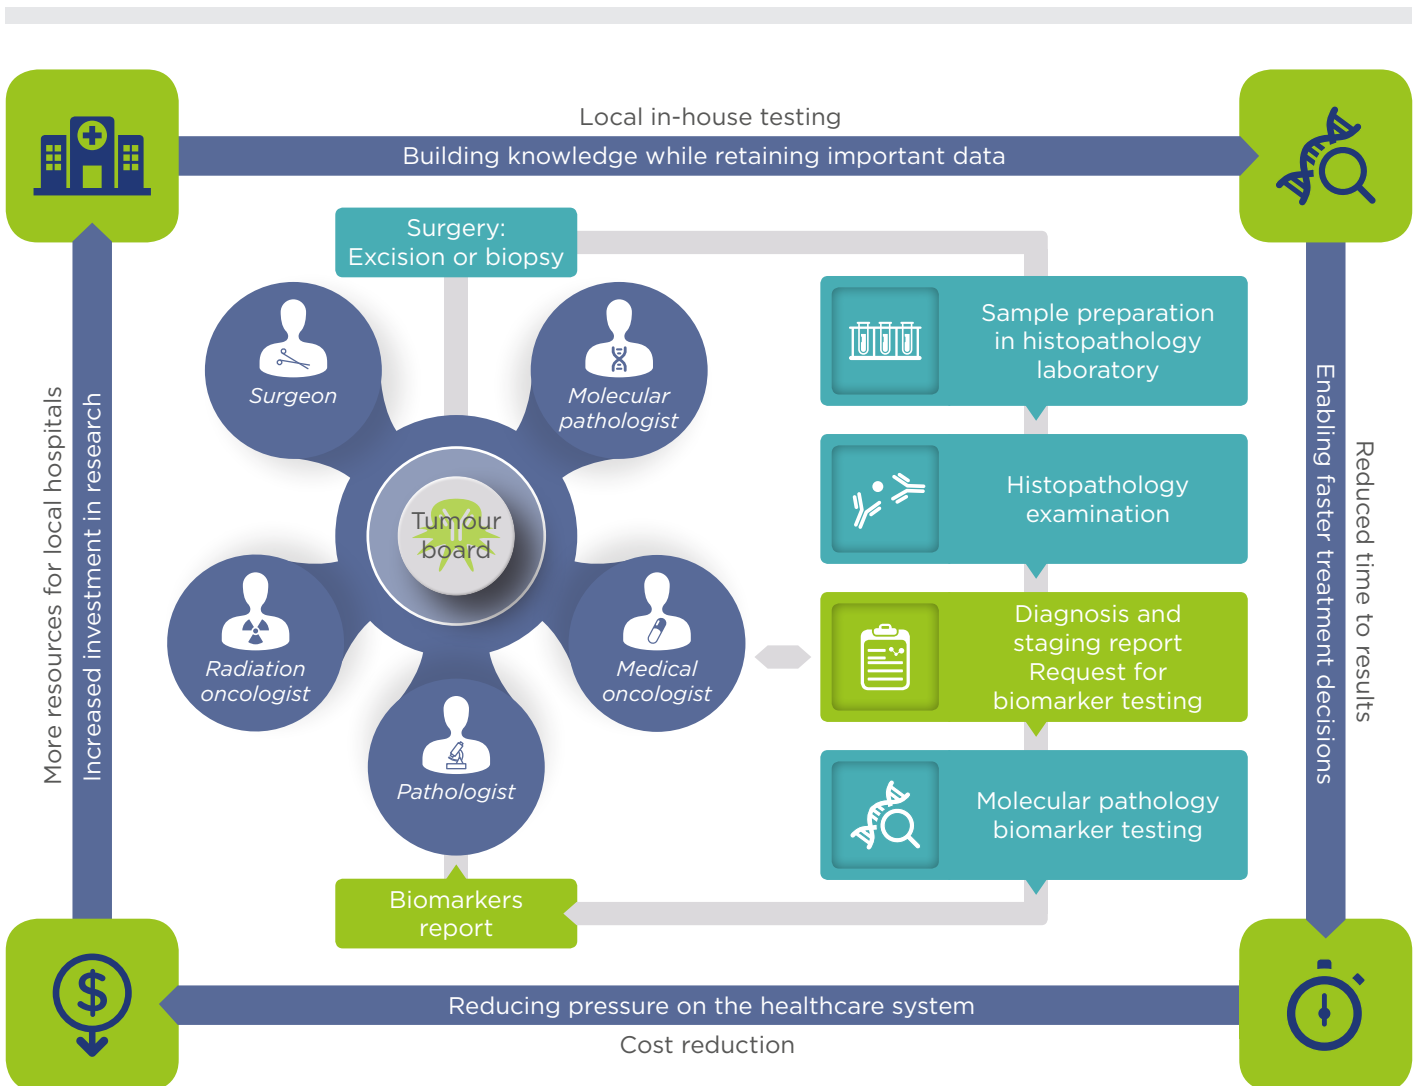 Local in-house testing
Building knowledge while retaining important data
Surgery:
Excision or biopsy
Surgeon
Molecular
pathologist
Tumour
board
Radiation
oncologist
Medical
oncologist
Pathologist
Biomarkers
report
Sample preparation
in histopathology
laboratory
Histopathology
examination
Diagnosis and
staging report
Request for
biomarker testing
Molecular pathology
biomarker testing
Enabling faster treatment decisions
Reduced time to results
Reducing pressure on the healthcare system
Cost reduction
More resources for local hospitals
Increased investment in research
$